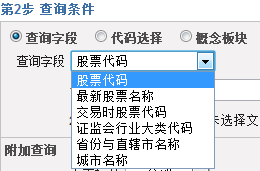 第2步 查询条件
查询字段 代码选择 概念板块
查询字段 股票代码
股票代码
最新股票名称
交易时股票代码
证监会行业大类代码
未选择文
省份与直辖市名称
附加查询
城市名称